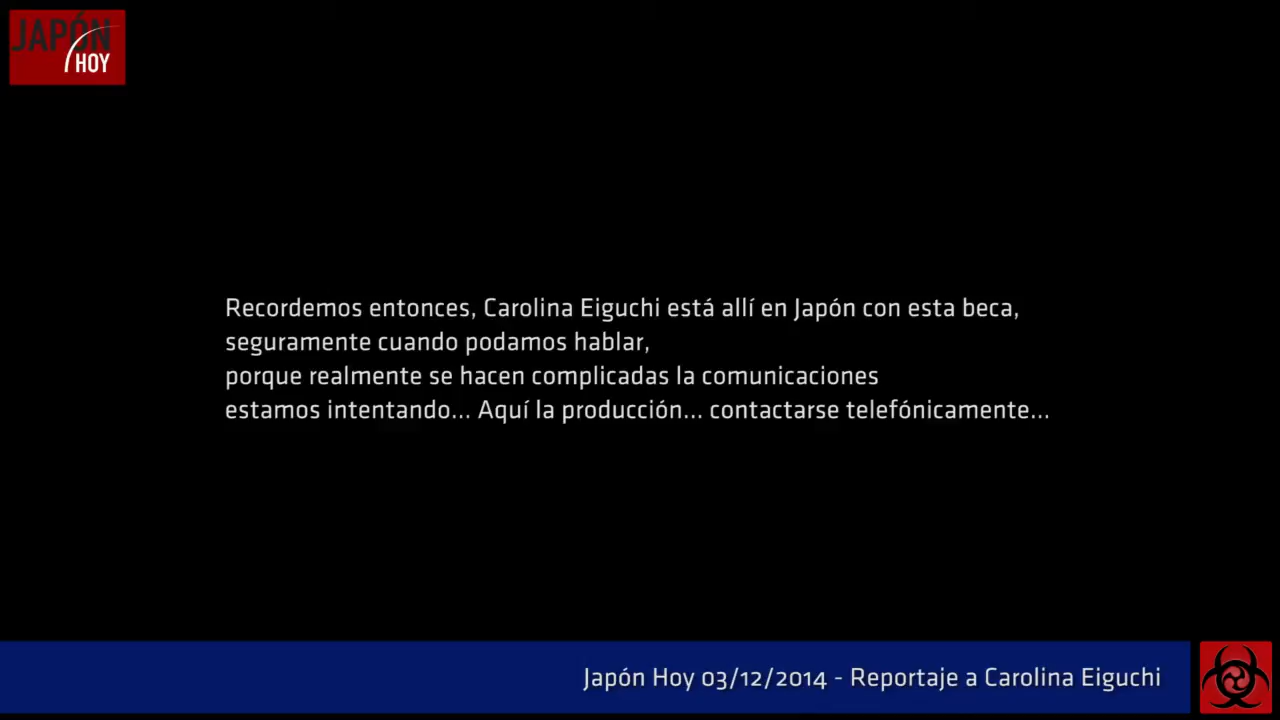 JAPÓN
HOY
Recordemos entonces, Carolina Eiguchi está allí en Japón con esta beca,
seguramente cuando podamos hablar,
porque realmente se hacen complicadas la comunicaciones
estamos intentando... Aquí la producción... contactarse telefónicamente...
Japón Hoy 03/12/2014 - Reportaje a Carolina Eiguchi